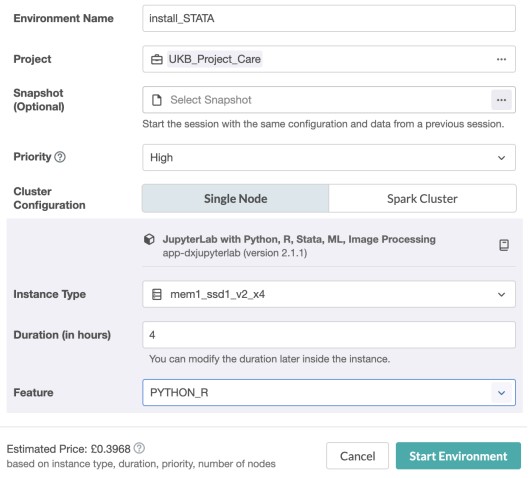 Environment Name install_STATA
Project UKB_Project_Care
Snapshot
(Optional) Select Snapshot
Start the session with the same configuration and data from a previous session.
Priority High
Cluster
Configuration Single Node Spark Cluster
JupyterLab with Python, R, Stata, ML, Image Processing
app-dxjupyterlab (version 2.1.1)
Instance Type mem1_ssd1_v2_x4
Duration (in hours) 4
You can modify the duration later inside the instance.
Feature PYTHON_R
Estimated Price: £0.3968
based on instance type, duration, priority, number of nodes
Cancel Start Environment